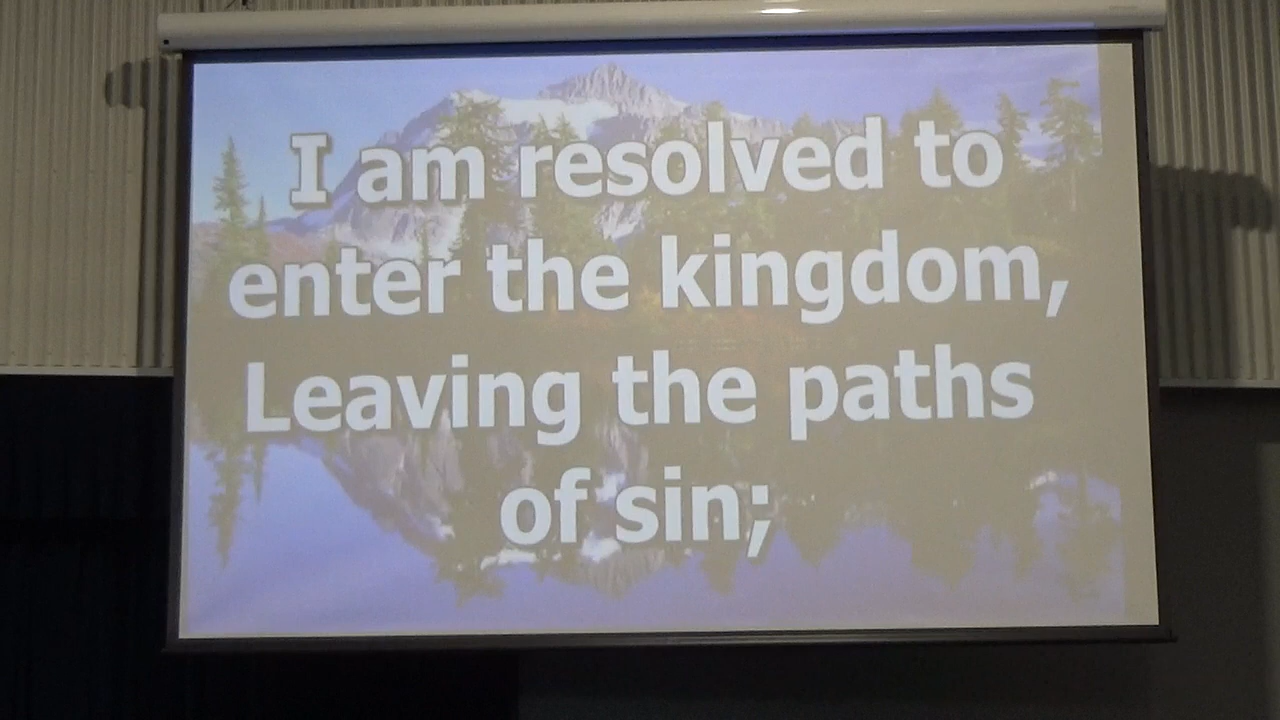 I am resolved to
enter the kingdom,
Leaving the paths
of sin;